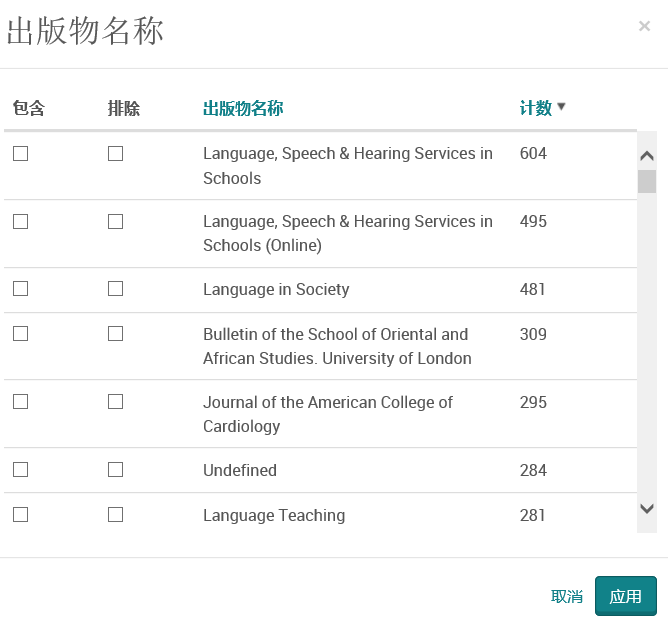 出版物名称
×
包含 排除 出版物名称 计数 ▼
Language, Speech & Hearing Services in 604
Schools
Language, Speech & Hearing Services in 495
Schools (Online)
Language in Society 481
Bulletin of the School of Oriental and 309
African Studies. University of London
Journal of the American College of 295
Cardiology
Undefined 284
Language Teaching 281
取消 应用